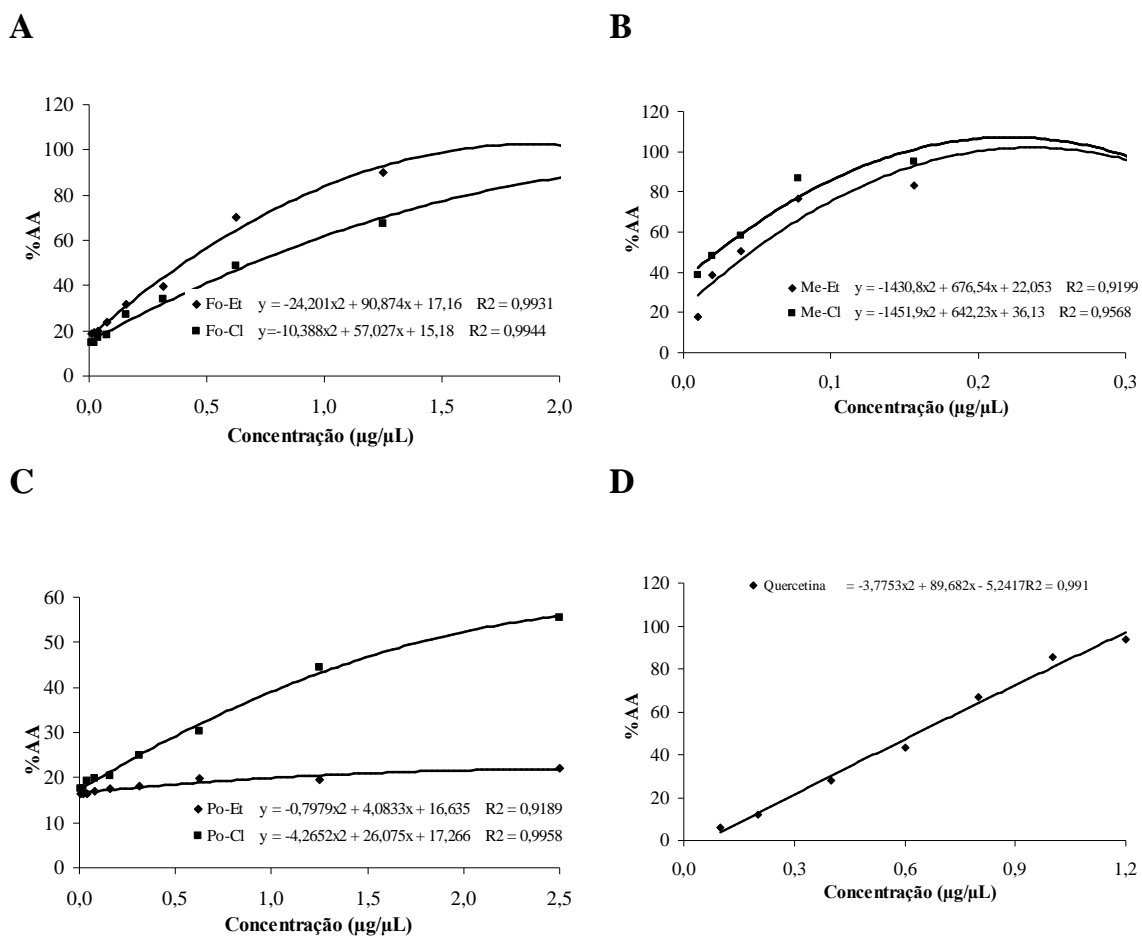 A
120
100
80
60
40
20
0
%AA
0,0 0,5 1,0 1,5 2,0
Concentração (µg/µL)
Fo-Et y = -24,201x2 + 90,874x + 17,16 R2 = 0,9931
Fo-Cl y =-10,388x2 + 57,027x + 15,18 R2 = 0,9944
B
120
100
80
60
40
20
0
%AA
0,0 0,1 0,2 0,3
Concentração (µg/µL)
Me-Et y = -1430,8x2 + 676,54x + 22,053 R2 = 0,9199
Me-Cl y = -1451,9x2 + 642,23x + 36,13 R2 = 0,9568
C
60
50
40
30
20
10
0
%AA
0,0 0,5 1,0 1,5 2,0 2,5
Concentração (µg/µL)
Po-Et y = -0,7979x2 + 4,0833x + 16,635 R2 = 0,9189
Po-Cl y = -4,2652x2 + 26,075x + 17,266 R2 = 0,9958
D
120
100
80
60
40
20
0
%AA
0,0 0,3 0,6 0,9 1,2
Concentração (µg/µL)
Quercetina = -3,7753x2 + 89,682x - 5,2417R2 = 0,991